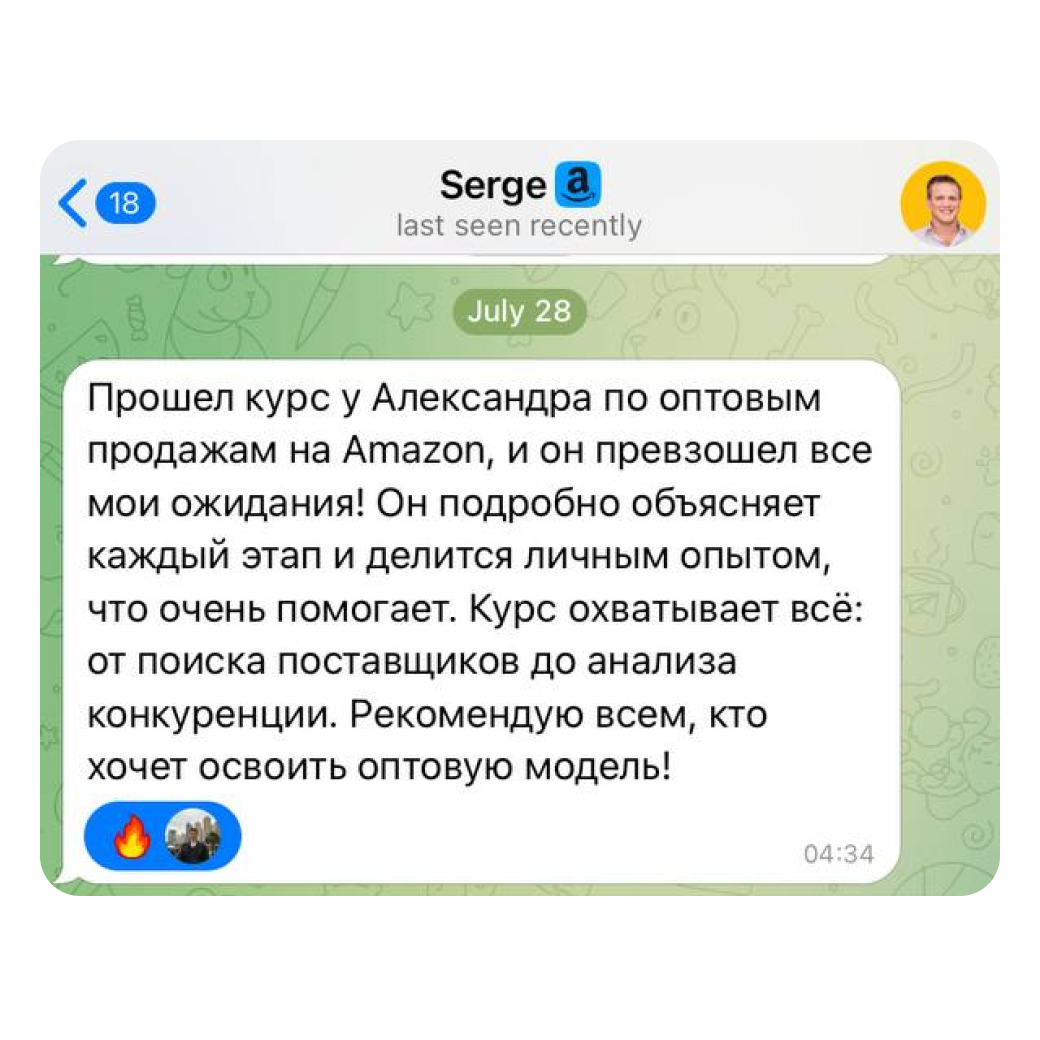 18
Serge
last seen recently
July 28
Прошел курс у Александра по оптовым
продажам на Amazon, и он превзошел все
мои ожидания! Он подробно объясняет
каждый этап и делится личным опытом,
что очень помогает. Курс охватывает всё:
от поиска поставщиков до анализа
конкуренции. Рекомендую всем, кто
хочет освоить оптовую модель!
04:34